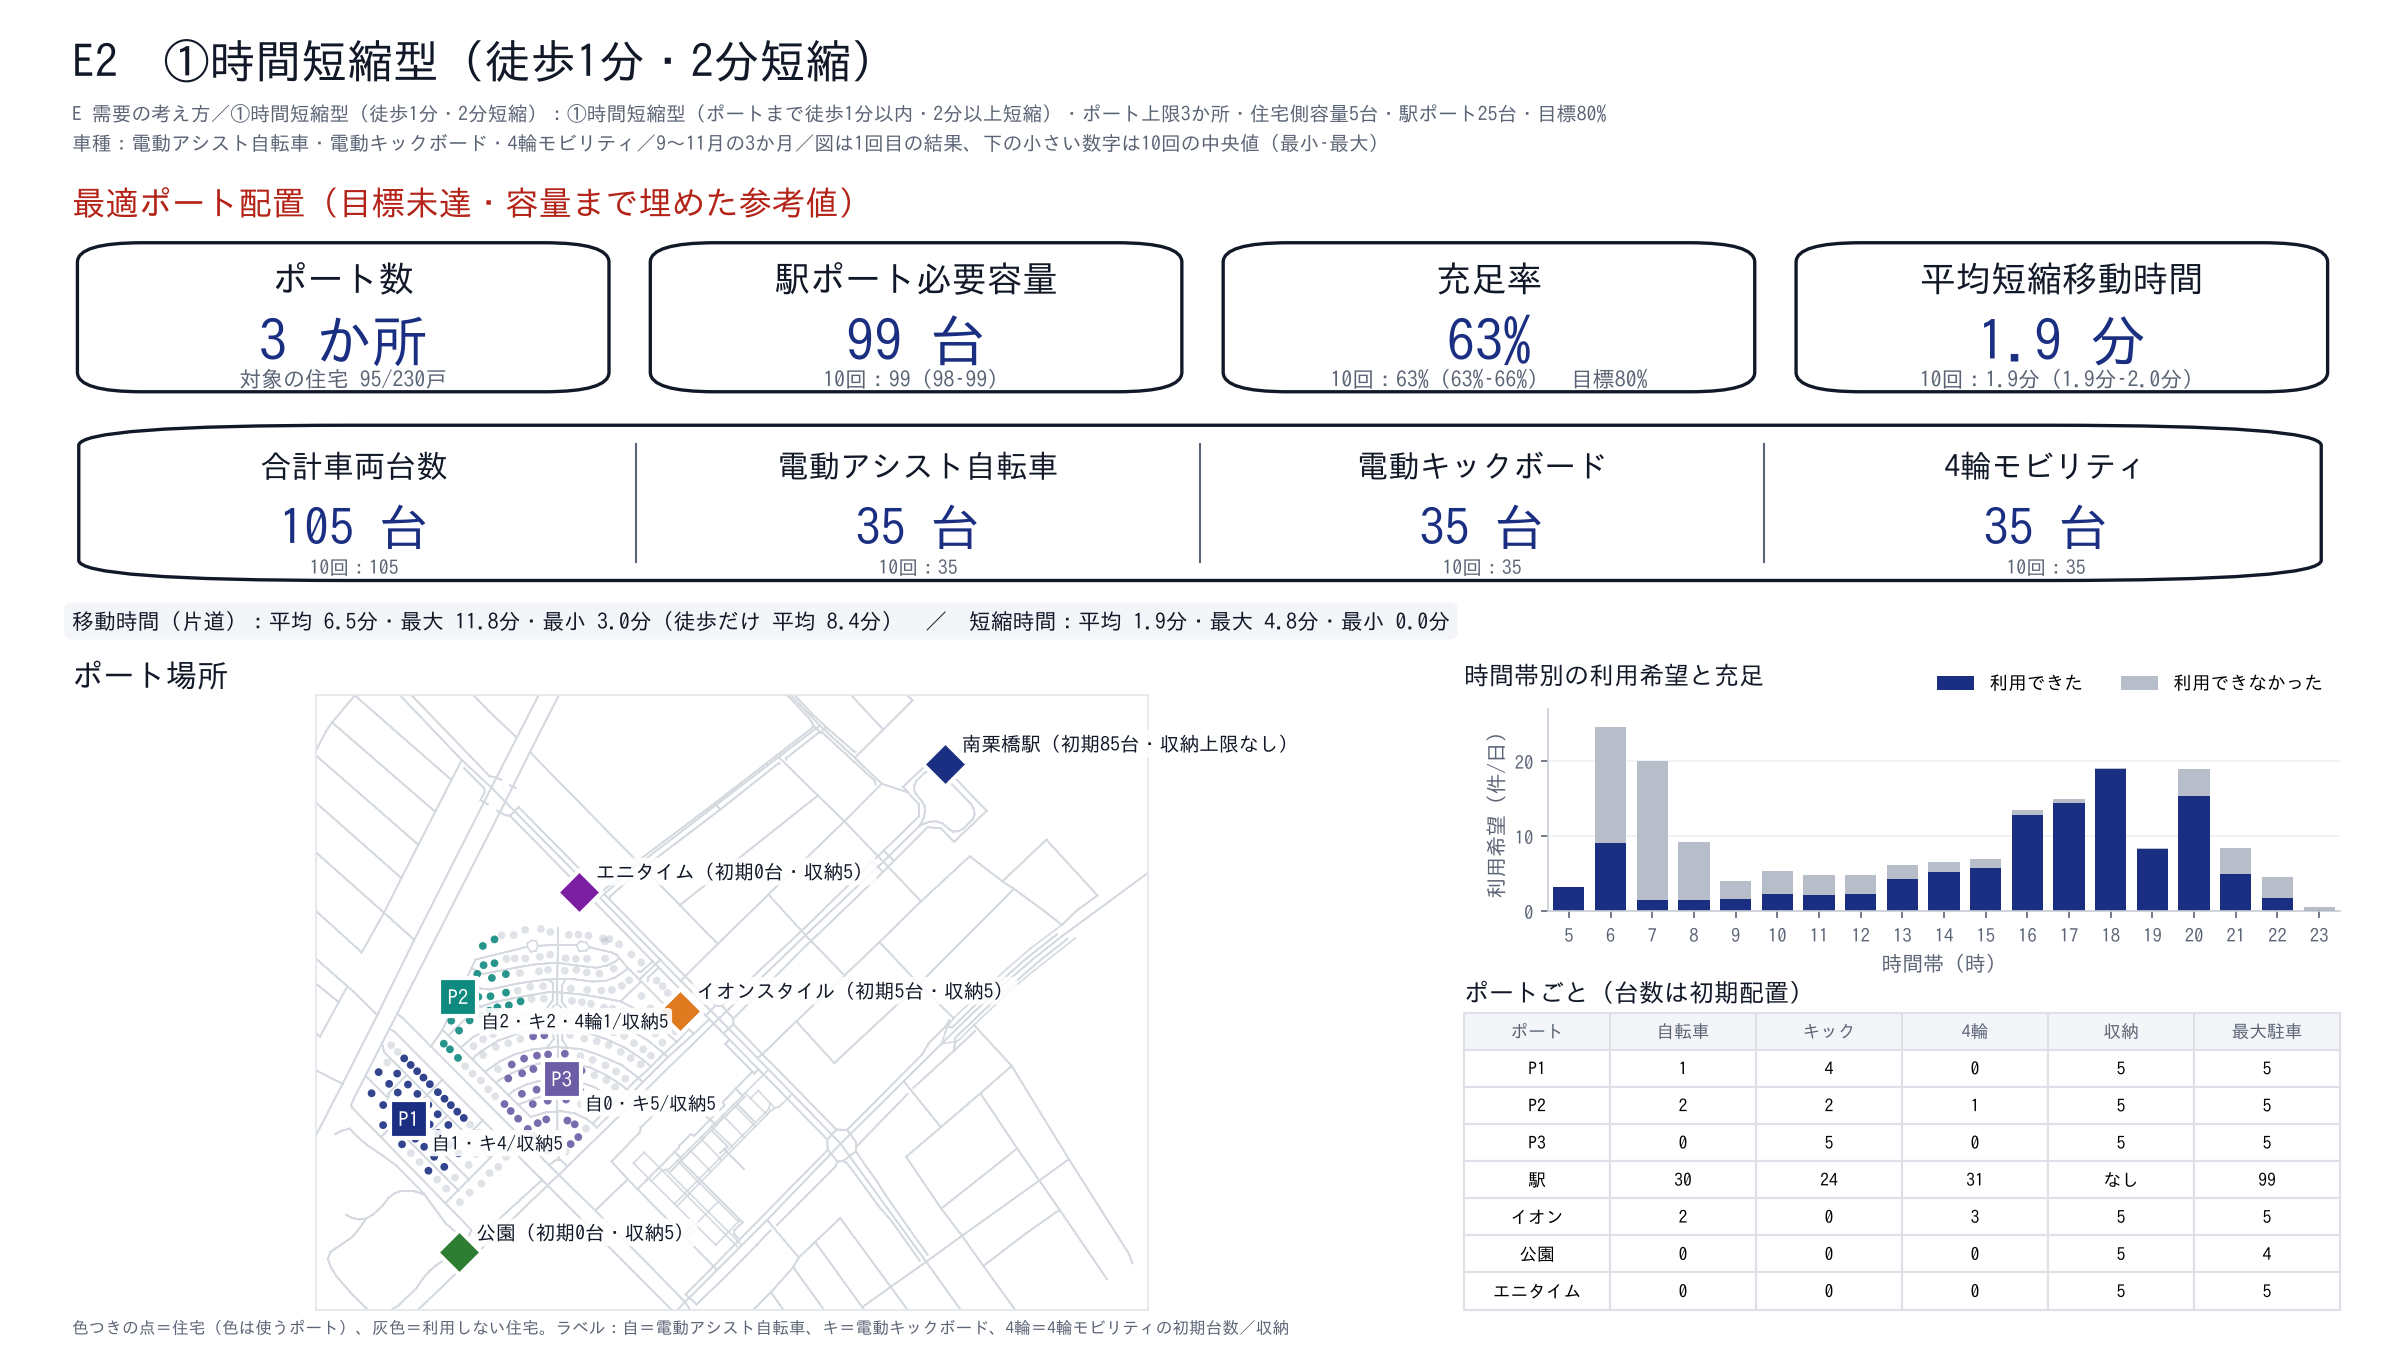 E2　①時間短縮型（徒歩1分・2分短縮）
E 需要の考え方／①時間短縮型（徒歩1分・2分短縮）：①時間短縮型（ポートまで徒歩1分以内・2分以上短縮）・ポート上限3か所・住宅側容量5台・駅ポート25台・目標80%
車種：電動アシスト自転車・電動キックボード・4輪モビリティ／9〜11月の3か月／図は1回目の結果、下の小さい数字は10回の中央値（最小-最大）
最適ポート配置（目標未達・容量まで埋めた参考値）
ポート数
3 か所
対象の住宅 95/230戸
駅ポート必要容量
99 台
10回：99（98-99）
充足率
63%
10回：63%（63%-66%）　目標80%
平均短縮移動時間
1.9 分
10回：1.9分（1.9分-2.0分）
合計車両台数
105 台
10回：105
電動アシスト自転車
35 台
10回：35
電動キックボード
35 台
10回：35
4輪モビリティ
35 台
10回：35
移動時間（片道）：平均 6.5分・最大 11.8分・最小 3.0分（徒歩だけ 平均 8.4分）　／　短縮時間：平均 1.9分・最大 4.8分・最小 0.0分
ポート場所
南栗橋駅（初期85台・収納上限なし）
エニタイム（初期0台・収納5）
イオンスタイル（初期5台・収納5）
P2
自2・キ2・4輪1/収納5
P3
自0・キ5/収納5
P1
自1・キ4/収納5
公園（初期0台・収納5）
色つきの点＝住宅（色は使うポート）、灰色＝利用しない住宅。ラベル：自＝電動アシスト自転車、キ＝電動キックボード、4輪＝4輪モビリティの初期台数／収納
時間帯別の利用希望と充足
利用できた　利用できなかった
利用希望（件/日）
20
10
0
5 6 7 8 9 10 11 12 13 14 15 16 17 18 19 20 21 22 23
時間帯（時）
ポートごと（台数は初期配置）
ポート 自転車 キック 4輪 収納 最大駐車
P1 1 4 0 5 5
P2 2 2 1 5 5
P3 0 5 0 5 5
駅 30 24 31 なし 99
イオン 2 0 3 5 5
公園 0 0 0 5 4
エニタイム 0 0 0 5 5